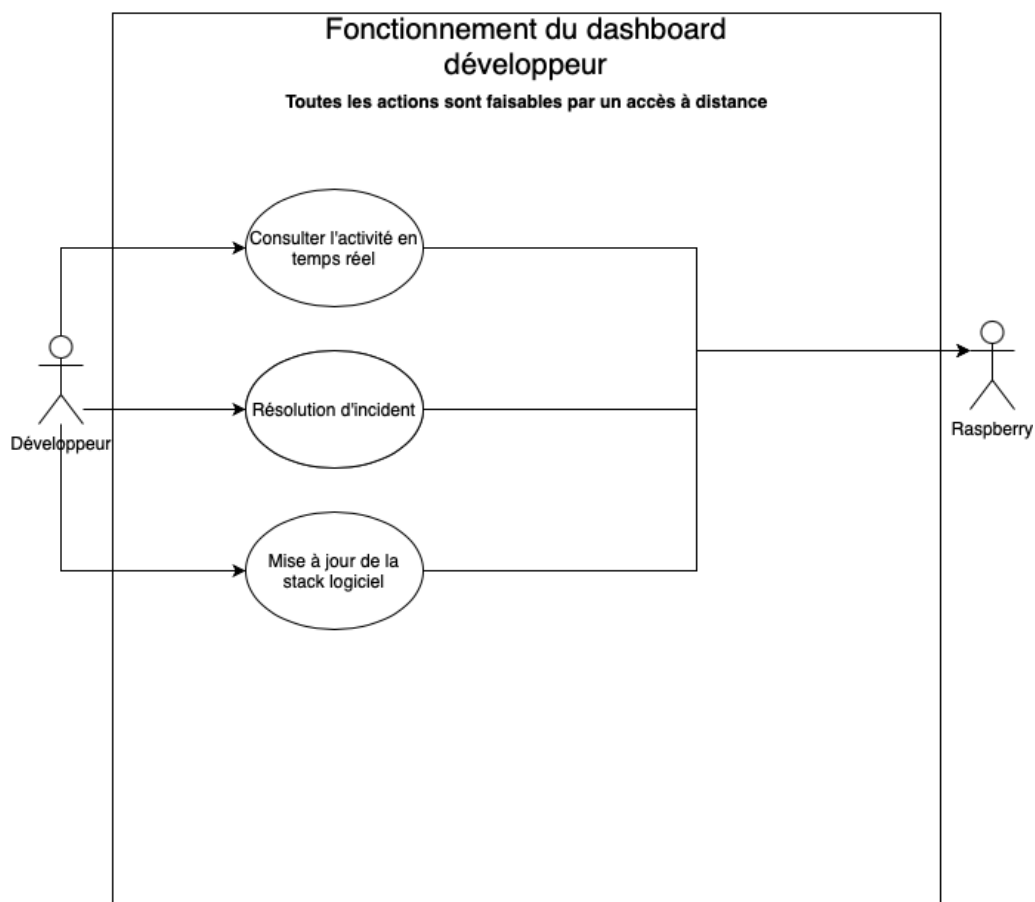 Fonctionnement du dashboard
développeur
Toutes les actions sont faisables par un accès à distance
Consulter l'activité en
temps réel
Développeur
Résolution d'incident
Raspberry
Mise à jour de la
stack logiciel